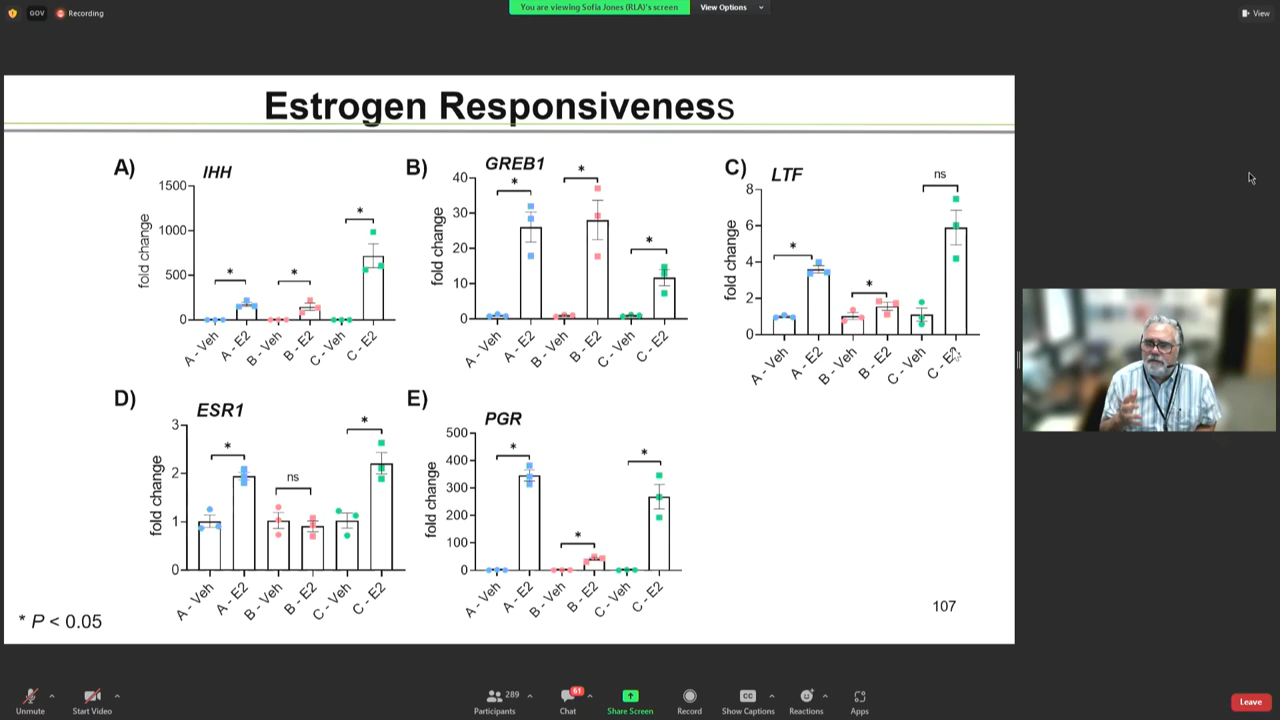 GOV
Recording
You are viewing Sofia Jones (RLA)'s screen
View Options
View
Estrogen Responsiveness
A)
IHH
1500
1000
500
0
fold change
*
*
*
A - Veh
A - E2
B - Veh
B - E2
C - Veh
C - E2
B)
GREB1
40
30
20
10
0
fold change
*
*
*
A - Veh
A - E2
B - Veh
B - E2
C - Veh
C - E2
C)
LTF
8
6
4
2
0
fold change
*
*
ns
A - Veh
A - E2
B - Veh
B - E2
C - Veh
C - E2
D)
ESR1
3
2
1
0
fold change
*
ns
*
A - Veh
A - E2
B - Veh
B - E2
C - Veh
C - E2
E)
PGR
500
400
300
200
100
0
fold change
*
*
*
A - Veh
A - E2
B - Veh
B - E2
C - Veh
C - E2
* P < 0.05
107
Unmute
Start Video
289
Participants
61
Chat
Share Screen
Record
CC
Show Captions
Reactions
Apps
Leave